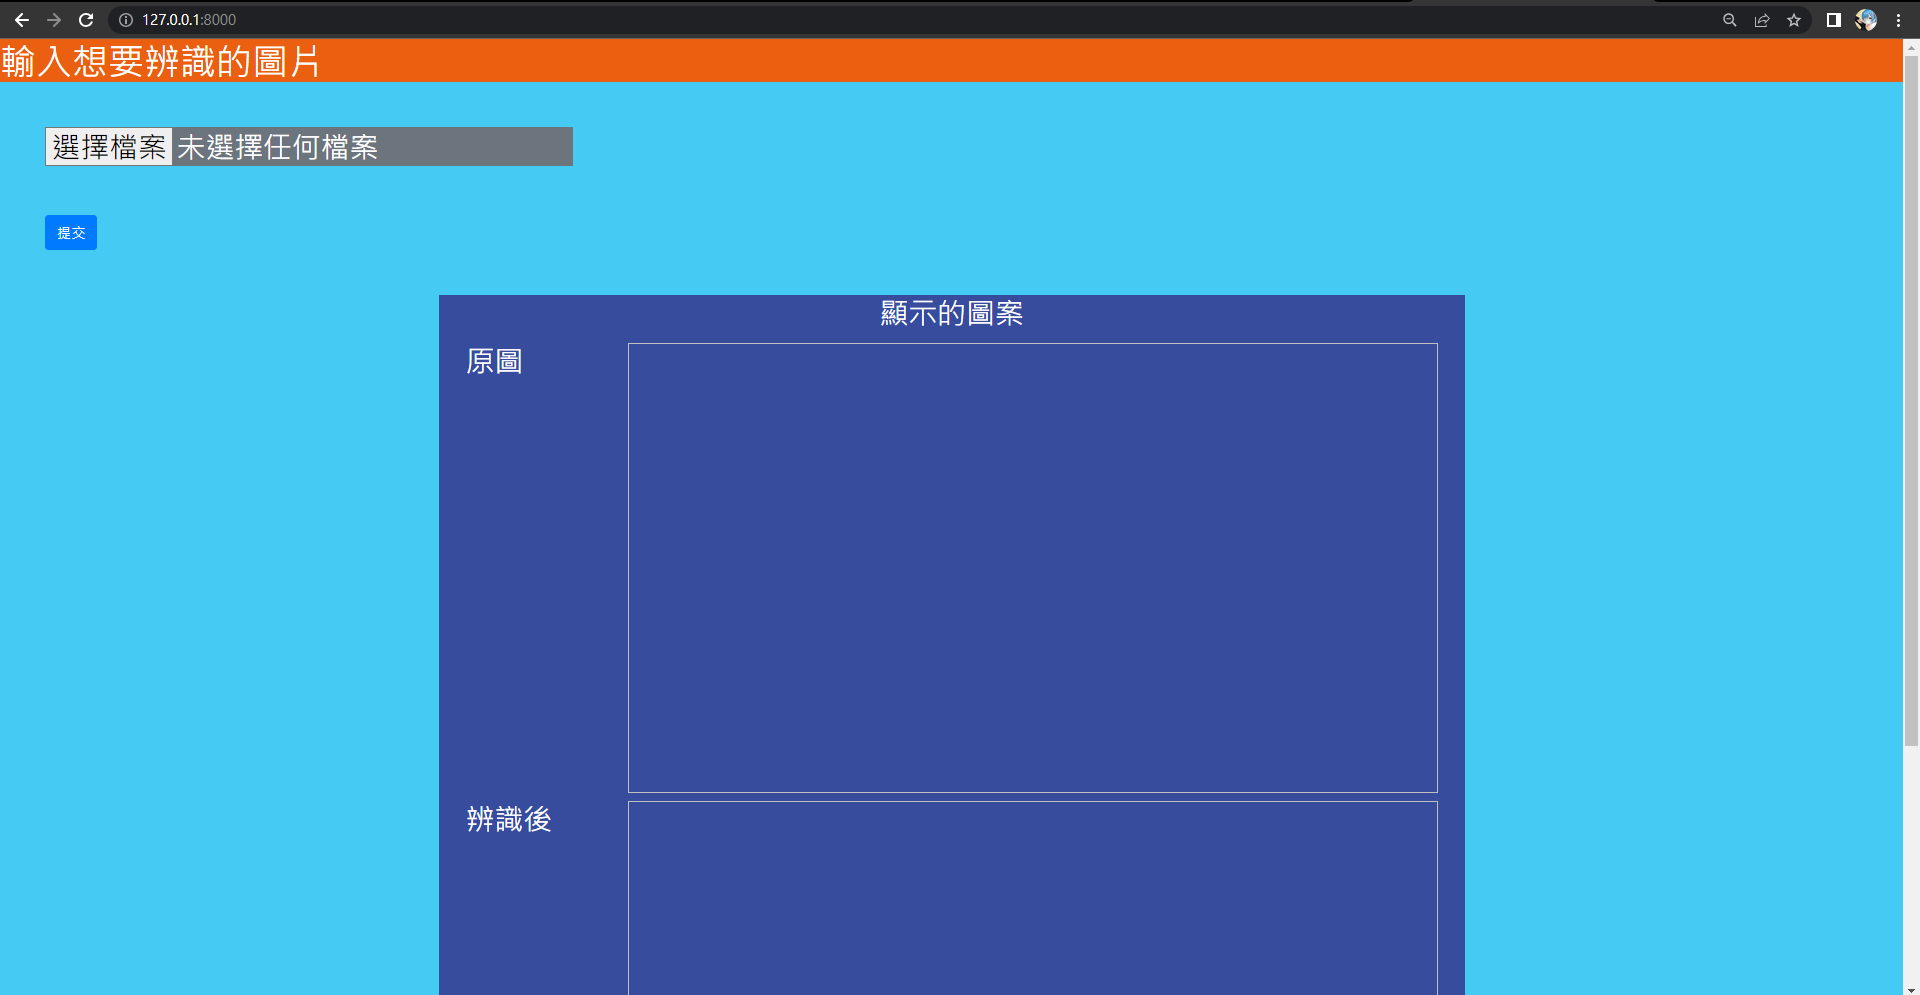 127.0.0.1:8000
輸入想要辨識的圖片
選擇檔案 未選擇任何檔案
提交
顯示的圖案
原圖
辨識後